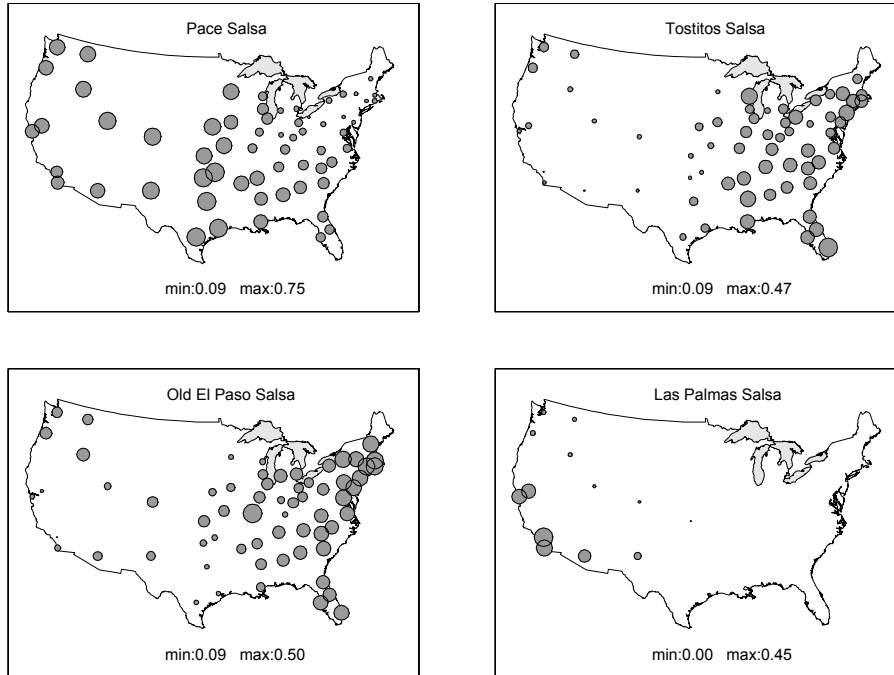 Pace Salsa
min:0.09 max:0.75
Tostitos Salsa
min:0.09 max:0.47
Old El Paso Salsa
min:0.09 max:0.50
Las Palmas Salsa
min:0.00 max:0.45